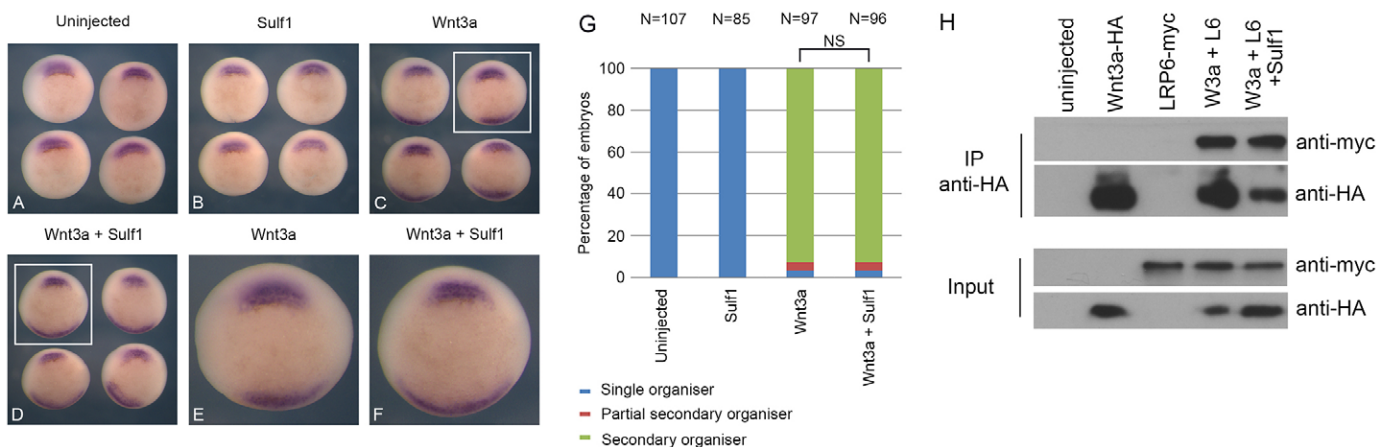 Uninjected
Sulf1
Wnt3a
A
B
C
Wnt3a + Sulf1
Wnt3a
Wnt3a + Sulf1
D
E
F
G
N=107 N=85 N=97 N=96
NS
Percentage of embryos
100
80
60
40
20
0
Uninjected
Sulf1
Wnt3a
Wnt3a + Sulf1
Single organiser
Partial secondary organiser
Secondary organiser
H
uninjected
Wnt3a-HA
LRP6-myc
W3a + L6
W3a + L6
+Sulf1
IP
anti-HA
anti-myc
anti-HA
Input
anti-myc
anti-HA